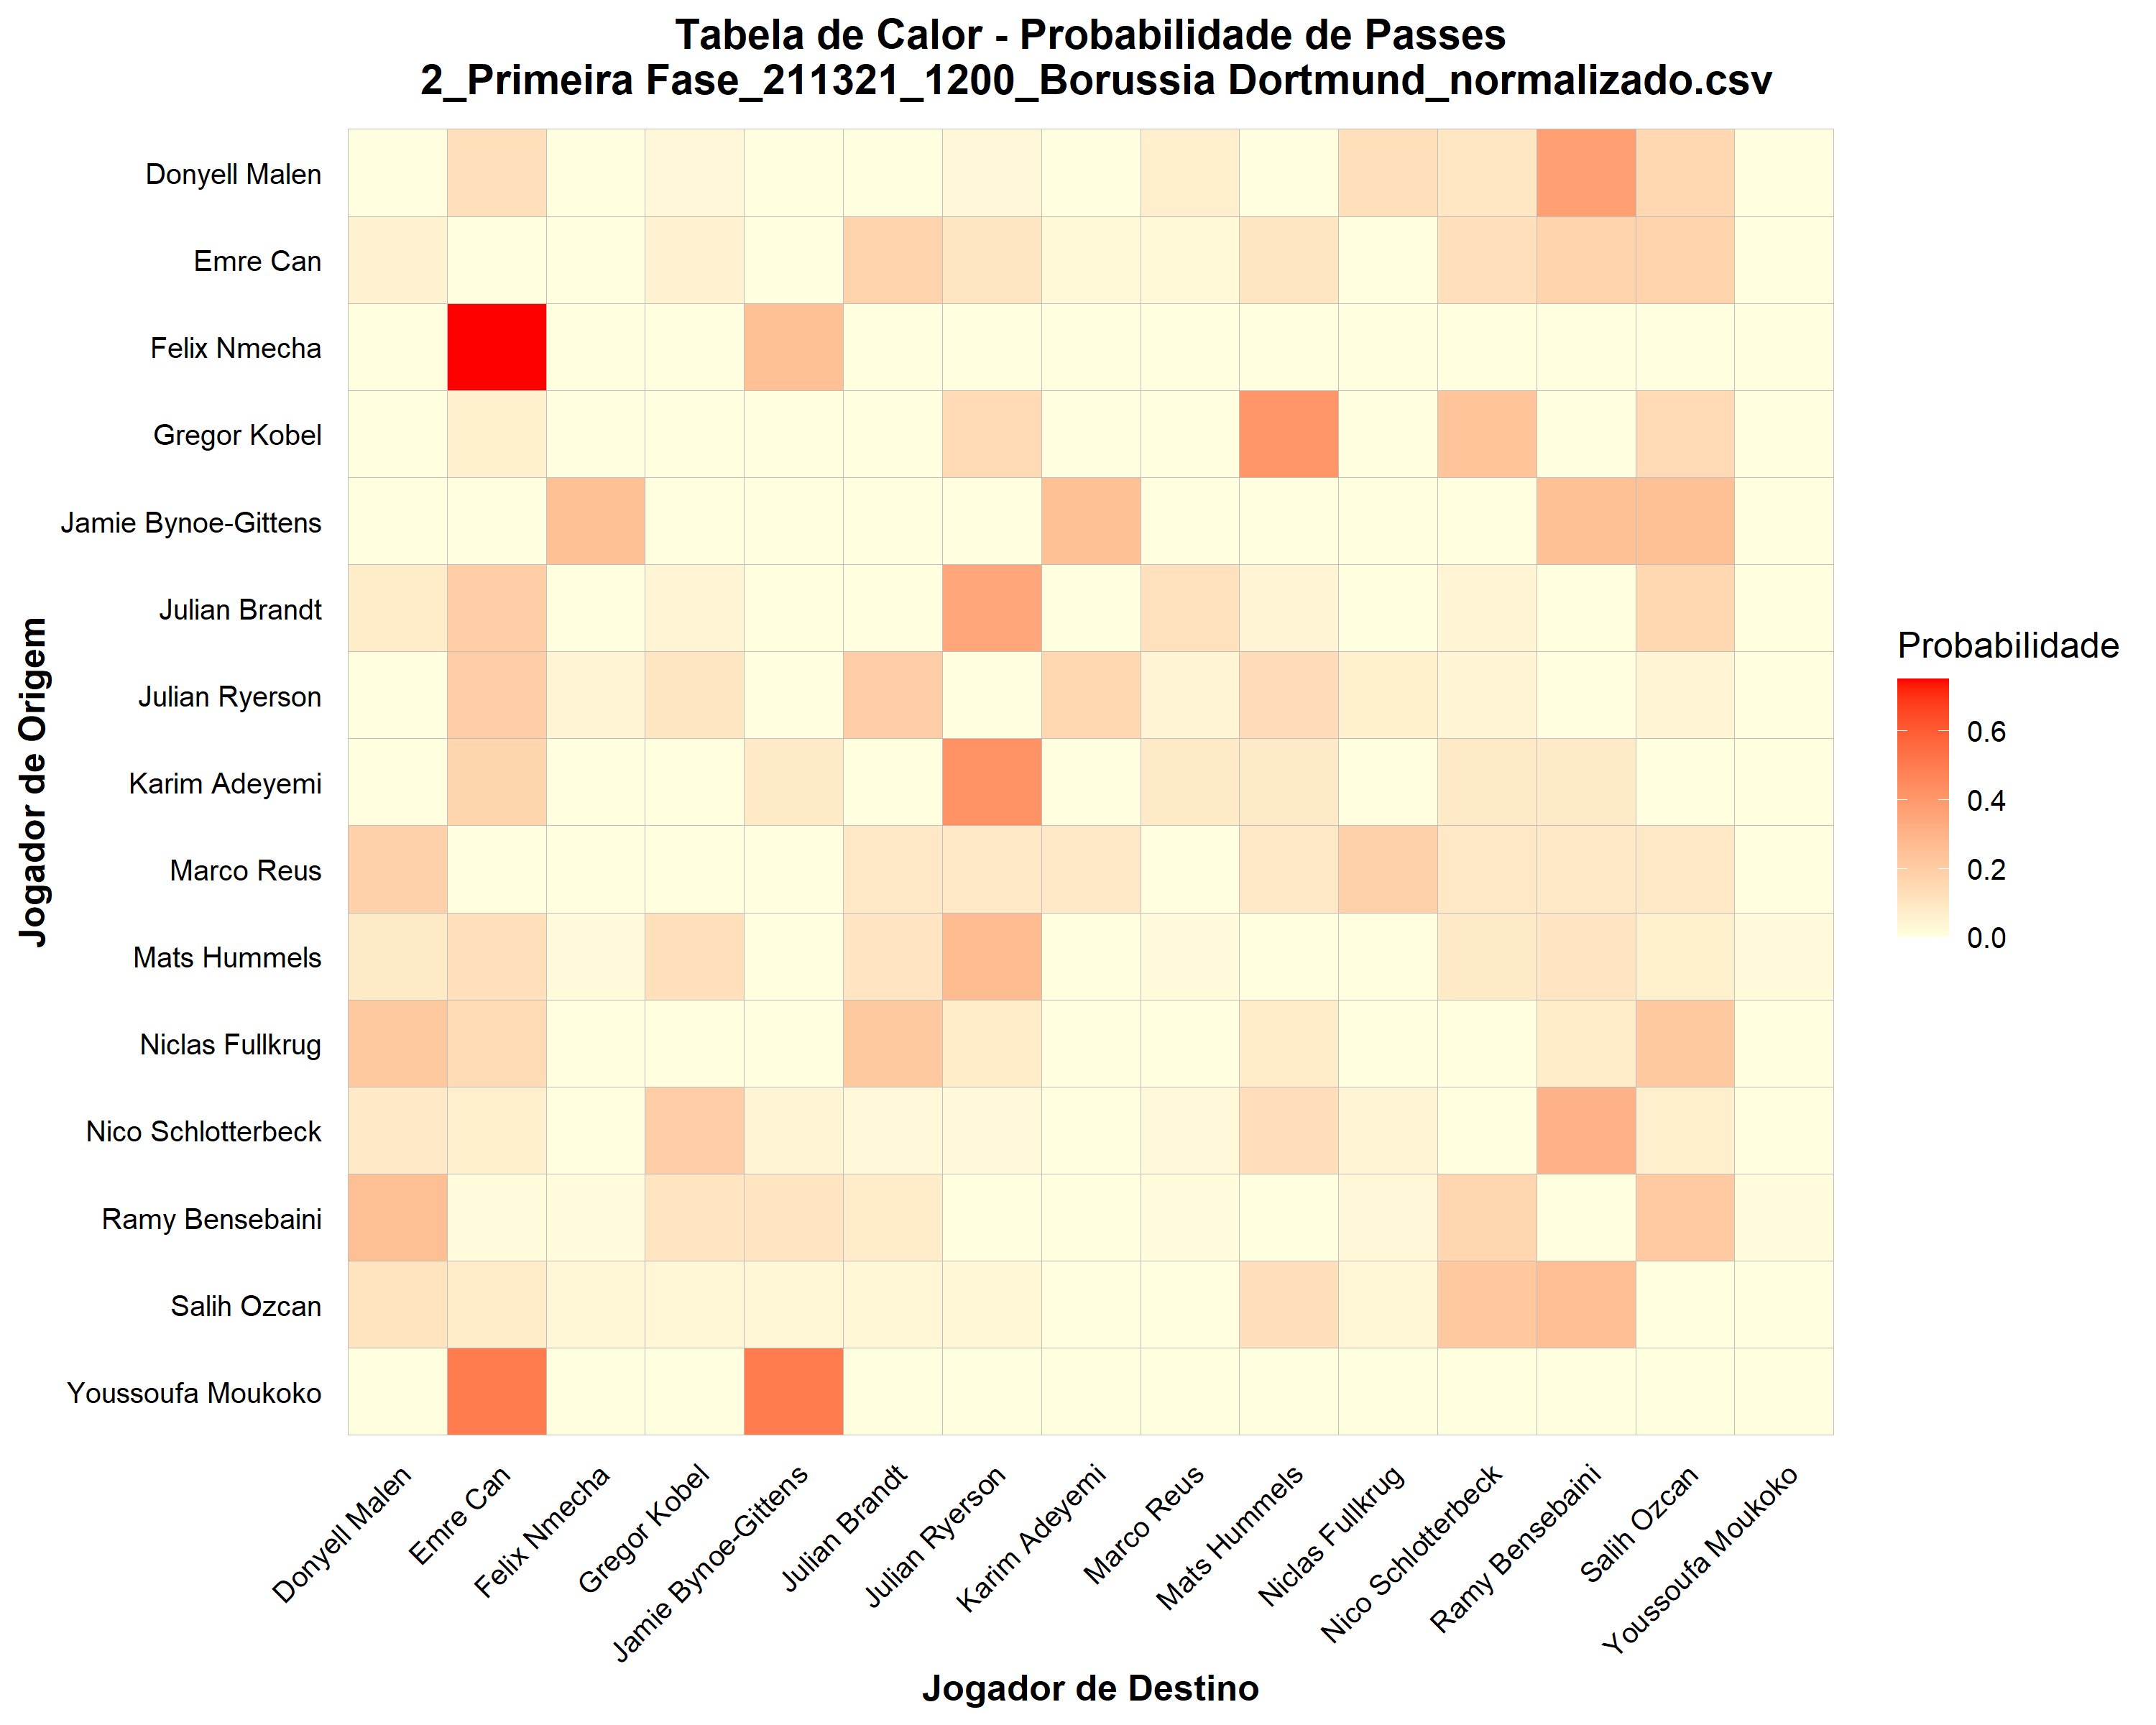 Tabela de Calor - Probabilidade de Passes
2_Primeira Fase_211321_1200_Borussia Dortmund_normalizado.csv
Jogador de Origem
Donyell Malen
Emre Can
Felix Nmecha
Gregor Kobel
Jamie Bynoe-Gittens
Julian Brandt
Julian Ryerson
Karim Adeyemi
Marco Reus
Mats Hummels
Niclas Fullkrug
Nico Schlotterbeck
Ramy Bensebaini
Salih Ozcan
Youssoufa Moukoko
Donyell Malen
Emre Can
Felix Nmecha
Gregor Kobel
Jamie Bynoe-Gittens
Julian Brandt
Julian Ryerson
Karim Adeyemi
Marco Reus
Mats Hummels
Niclas Fullkrug
Nico Schlotterbeck
Ramy Bensebaini
Salih Ozcan
Youssoufa Moukoko
Jogador de Destino
Probabilidade
0.6
0.4
0.2
0.0